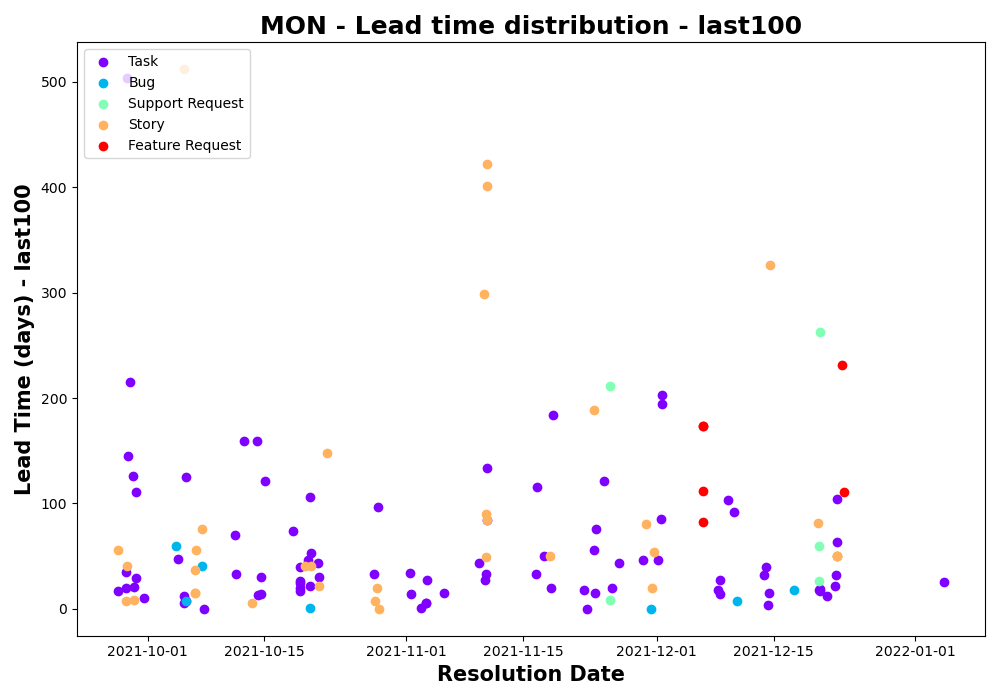 MON - Lead time distribution - last100
Task
Bug
Support Request
Story
Feature Request
500
400
300
200
100
0
Lead Time (days) - last100
2021-10-01 2021-10-15 2021-11-01 2021-11-15 2021-12-01 2021-12-15 2022-01-01
Resolution Date